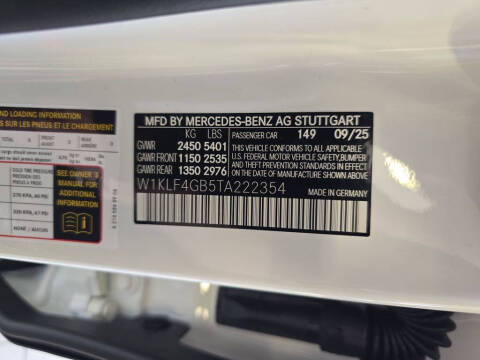 AND LOADING INFORMATION
SUR LES PNEUS ET LE CHARGEMENT
SEE OWNER'S
MANUAL FOR
ADDITIONAL
INFORMATION
MFD BY MERCEDES-BENZ AG STUTTGART
KG LBS PASSENGER CAR 149 09/25
GVWR 2450 5401
GAWR FRONT 1150 2535
GAWR REAR 1350 2976
THIS VEHICLE CONFORMS TO ALL APPLICABLE
U.S. FEDERAL MOTOR VEHICLE SAFETY,BUMPER
AND THEFT PREVENTION STANDARDS IN EFFECT ON
THE DATE OF MANUFACTURE SHOWN ABOVE.
W1KLF4GB5TA222354
MADE IN GERMANY